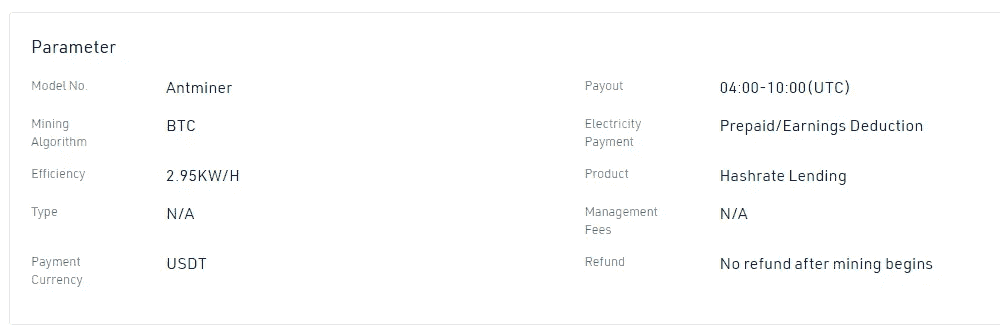 Parameter
Model No. Antminer Payout 04:00-10:00(UTC)
Mining Algorithm BTC Electricity Payment Prepaid/Earnings Deduction
Efficiency 2.95KW/H Product Hashrate Lending
Type N/A Management Fees N/A
Payment Currency USDT Refund No refund after mining begins